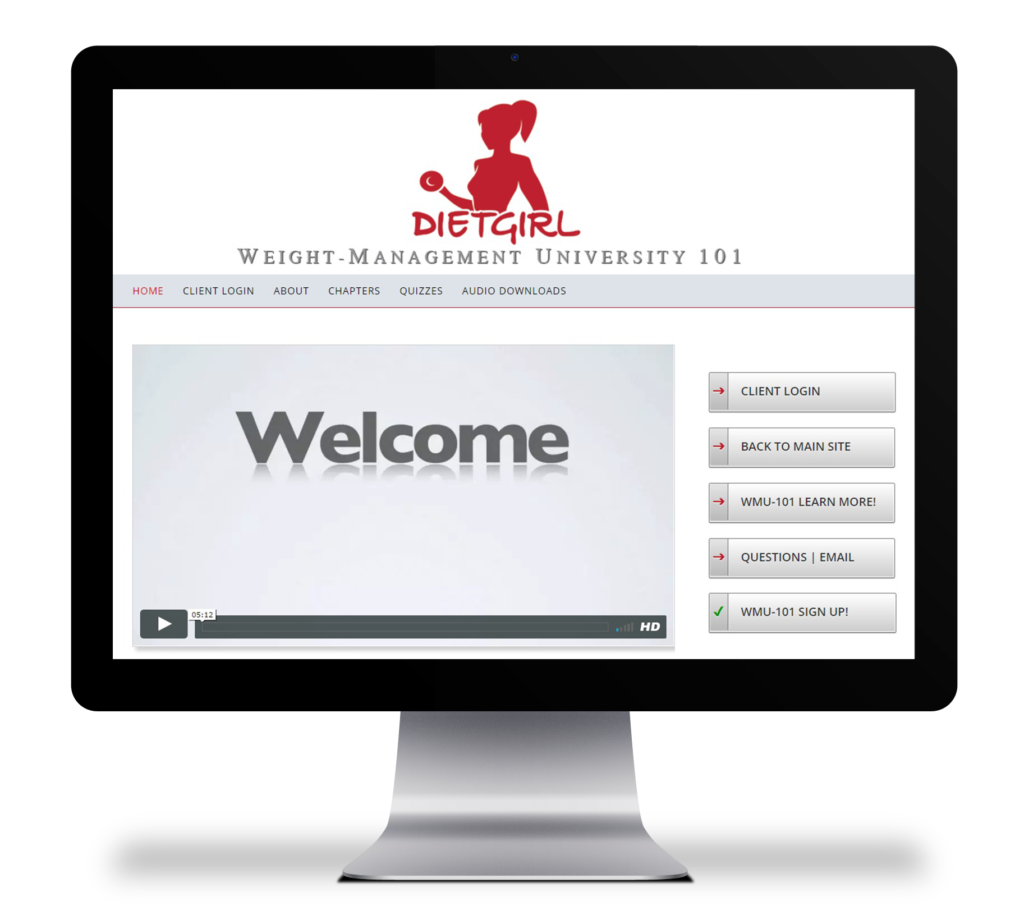 DIETGIRL
WEIGHT-MANAGEMENT UNIVERSITY 101
HOME CLIENT LOGIN ABOUT CHAPTERS QUIZZES AUDIO DOWNLOADS
Welcome
05:12
HD
CLIENT LOGIN
BACK TO MAIN SITE
WMU-101 LEARN MORE!
QUESTIONS | EMAIL
WMU-101 SIGN UP!